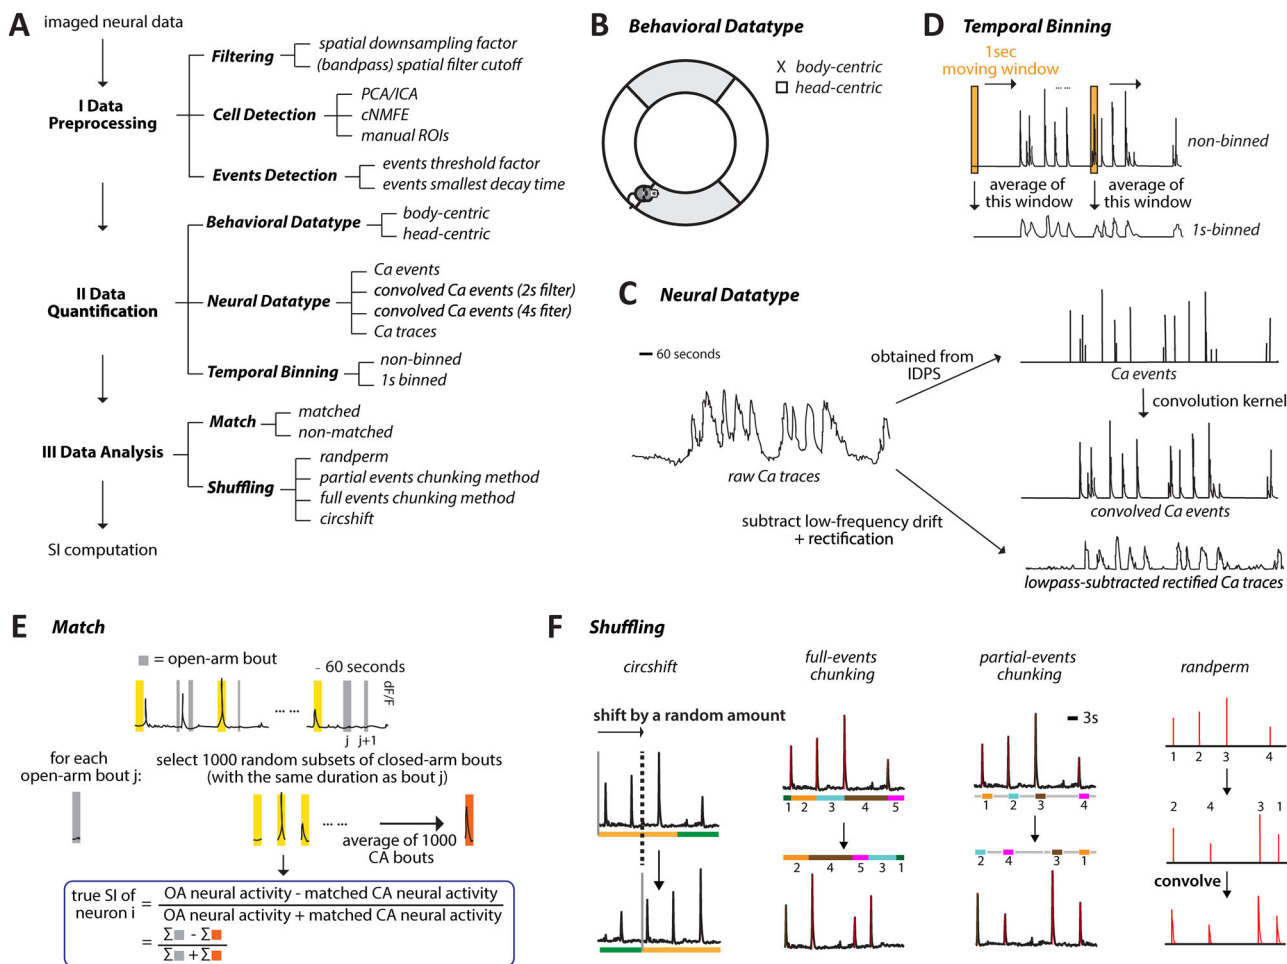 A
imaged neural data
I Data
Preprocessing
Filtering
spatial downsampling factor
(bandpass) spatial filter cutoff
Cell Detection
PCA/ICA
cNMFE
manual ROIs
Events Detection
events threshold factor
events smallest decay time
II Data
Quantification
Behavioral Datatype
body-centric
head-centric
Neural Datatype
Ca events
convolved Ca events (2s filter)
convolved Ca events (4s fiter)
Ca traces
Temporal Binning
non-binned
1s binned
III Data Analysis
Match
matched
non-matched
Shuffling
randperm
partial events chunking method
full events chunking method
circshift
SI computation
B Behavioral Datatype
X body-centric
head-centric
D Temporal Binning
1sec
moving window
... ...
non-binned
average of
this window
average of
this window
1s-binned
C Neural Datatype
60 seconds
raw Ca traces
obtained from
IDPS
Ca events
convolution kernel
convolved Ca events
subtract low-frequency drift
+ rectification
lowpass-subtracted rectified Ca traces
E Match
= open-arm bout
60 seconds
dF/F
... ...
j j+1
for each
open-arm bout j:
select 1000 random subsets of closed-arm bouts
(with the same duration as bout j)
... ...
average of 1000
CA bouts
true SI of
neuron i
= OA neural activity - matched CA neural activity
OA neural activity + matched CA neural activity
= Σ - Σ
Σ + Σ
F Shuffling
circshift
shift by a random amount
full-events
chunking
1 2 3 4 5
2 4 5 3 1
partial-events
chunking
3s
1 2 3 4
2 4 3 1
randperm
1 2 3 4
2 4 3 1
convolve